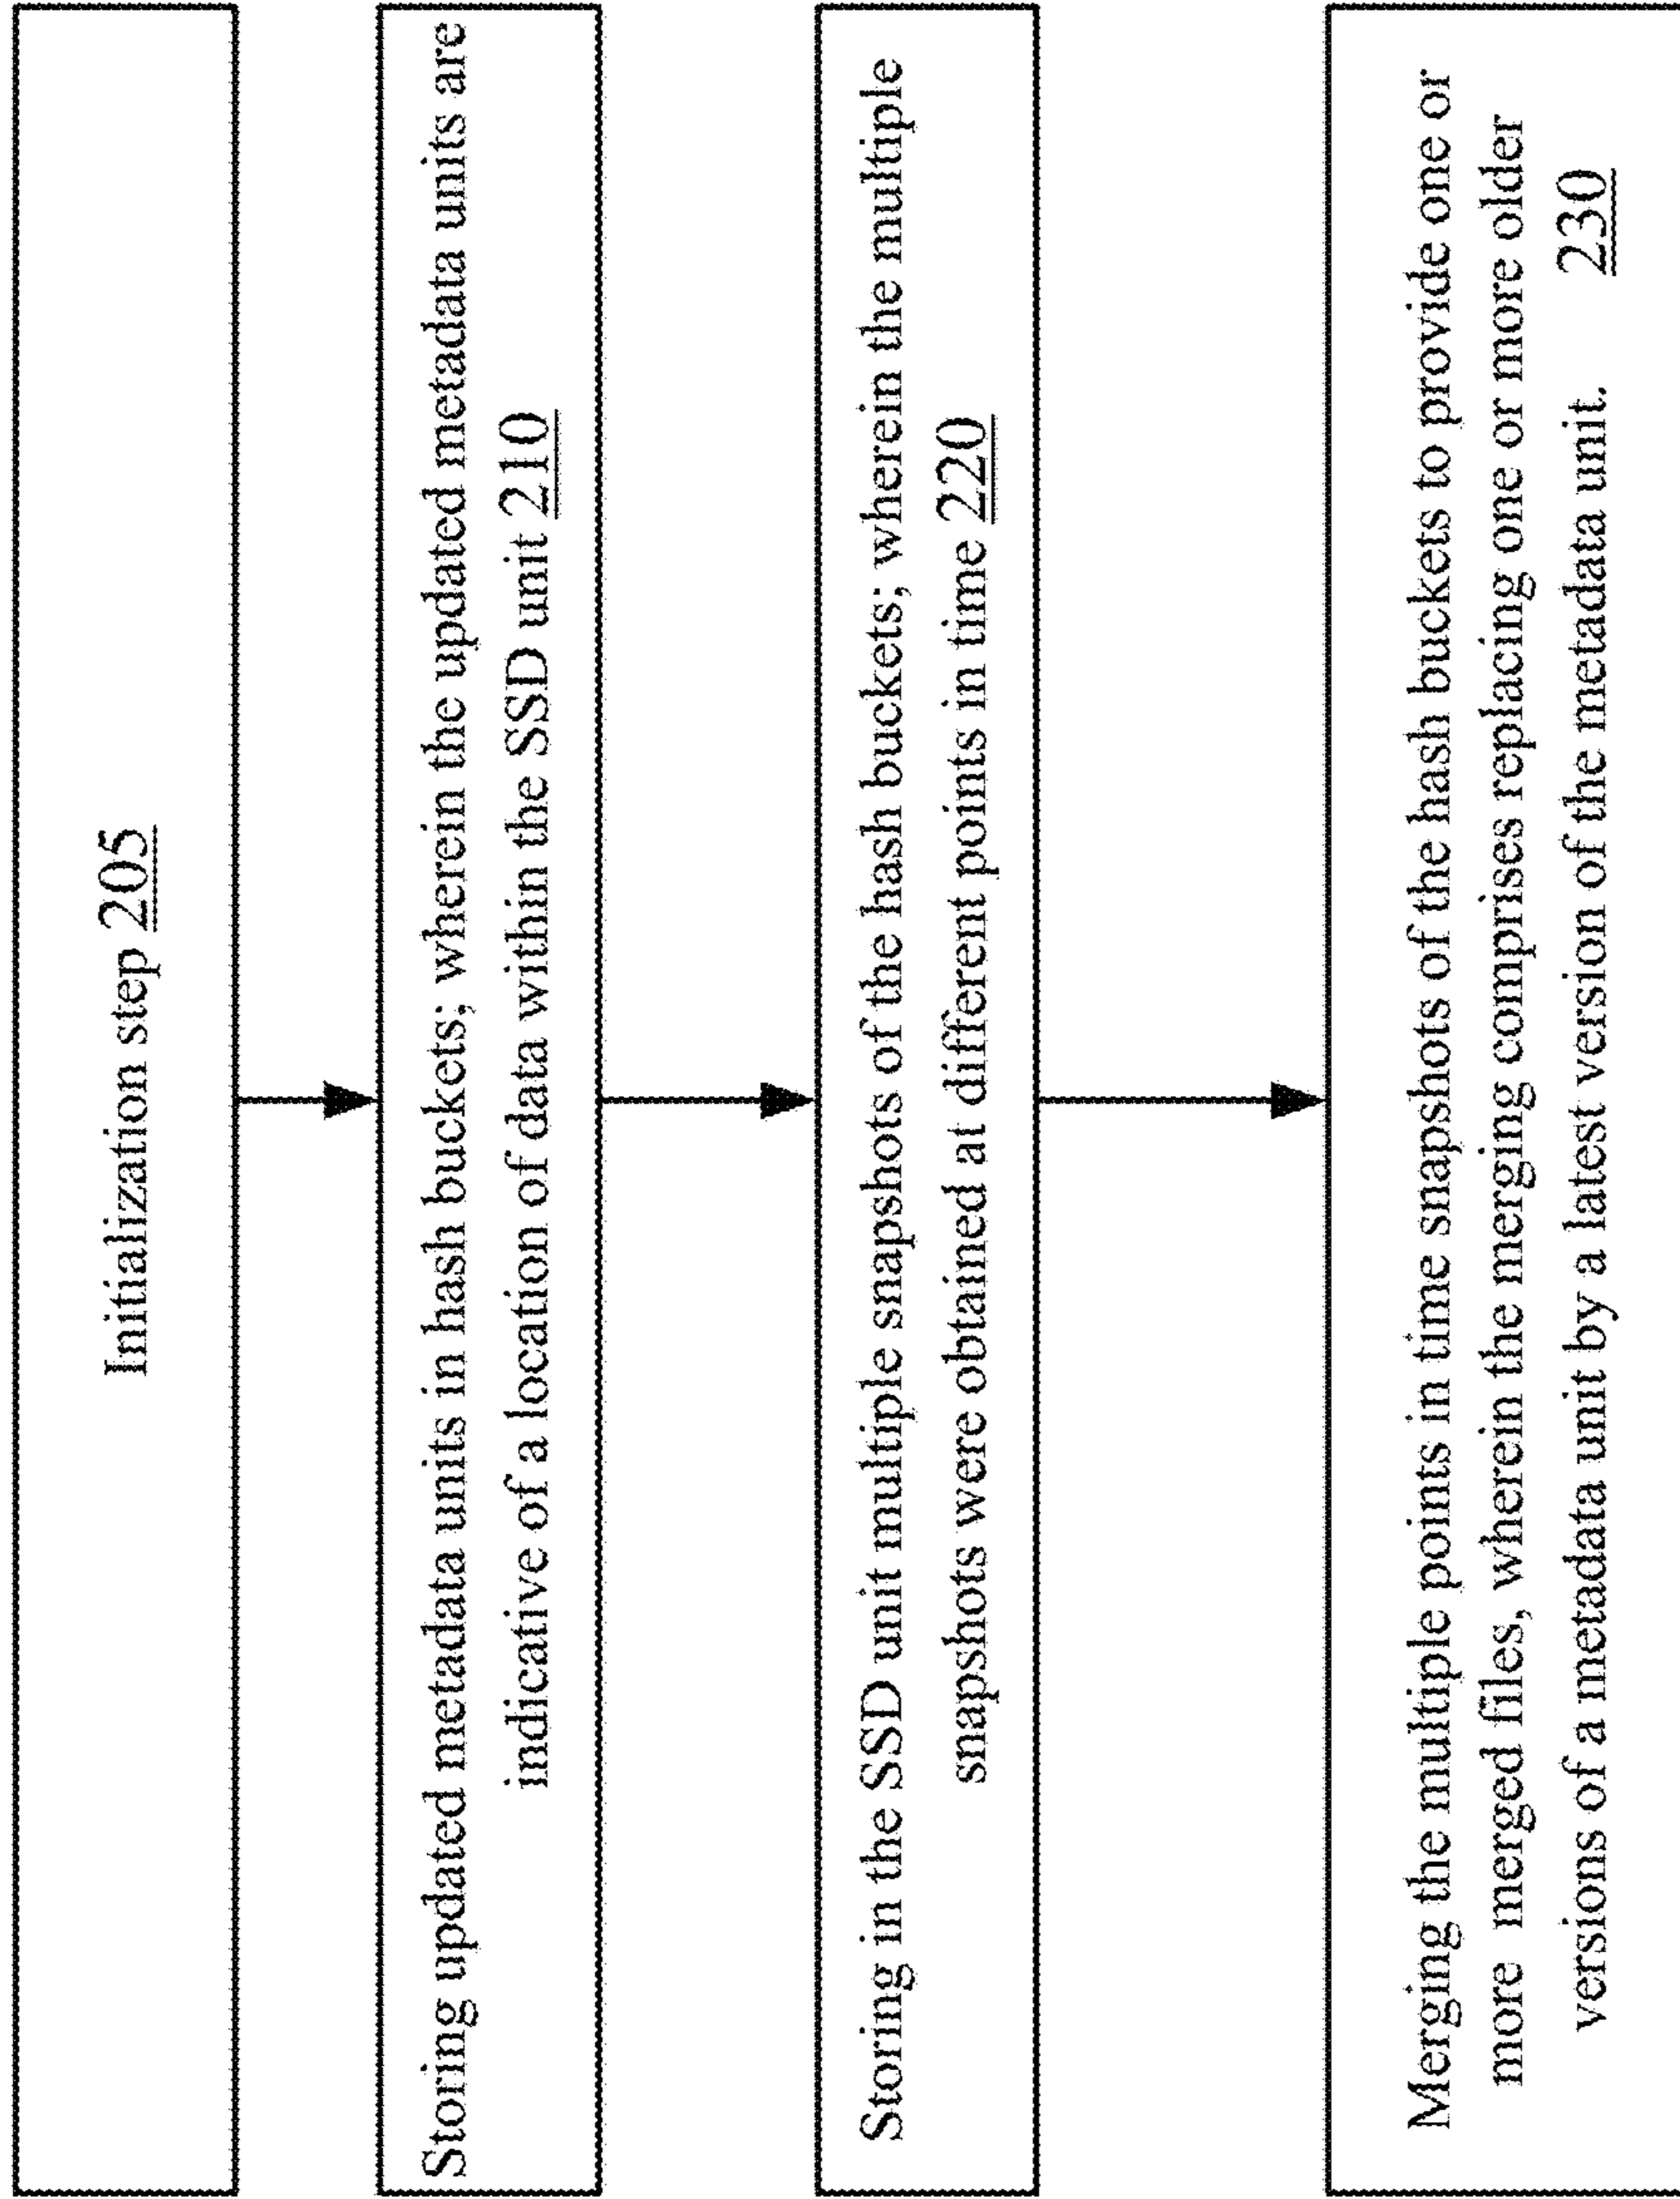 Initialization step 205
Storing updated metadata units in hash buckets; wherein the updated metadata units are
indicative of a location of data within the SSD unit 210
Storing in the SSD unit multiple snapshots of the hash buckets; wherein the multiple
snapshots were obtained at different points in time 220
Merging the multiple points in time snapshots of the hash buckets to provide one or
more merged files, wherein the merging comprises replacing one or more older
versions of a metadata unit by a latest version of the metadata unit. 230